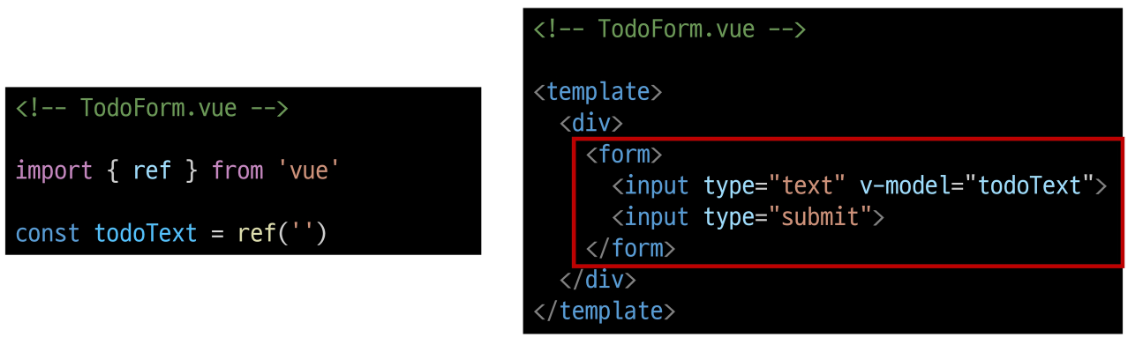 <!-- TodoForm.vue -->
import { ref } from 'vue'
const todoText = ref('')
<!-- TodoForm.vue -->
<template>
  <div>
    <form>
      <input type="text" v-model="todoText">
      <input type="submit">
    </form>
  </div>
</template>